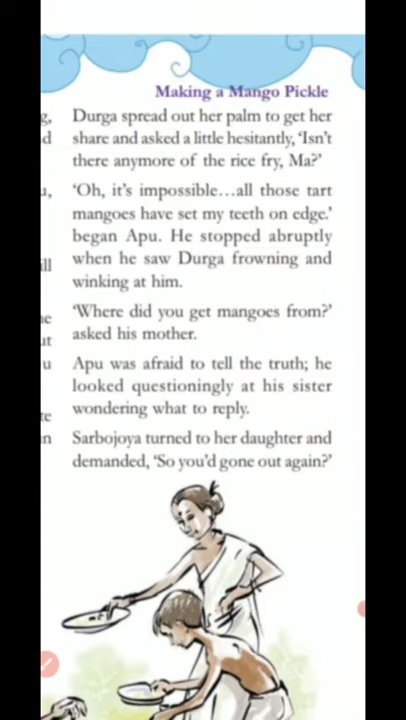 Making a Mango Pickle
g, Durga spread out her palm to get her
d share and asked a little hesitantly, 'Isn't
there anymore of the rice fry, Ma?'
u, 'Oh, it's impossible...all those tart
mangoes have set my teeth on edge.'
began Apu. He stopped abruptly
ill when he saw Durga frowning and
winking at him.
'Where did you get mangoes from?'
asked his mother.
u Apu was afraid to tell the truth; he
looked questioningly at his sister
te wondering what to reply.
in Sarbojoya turned to her daughter and
demanded, 'So you'd gone out again?'